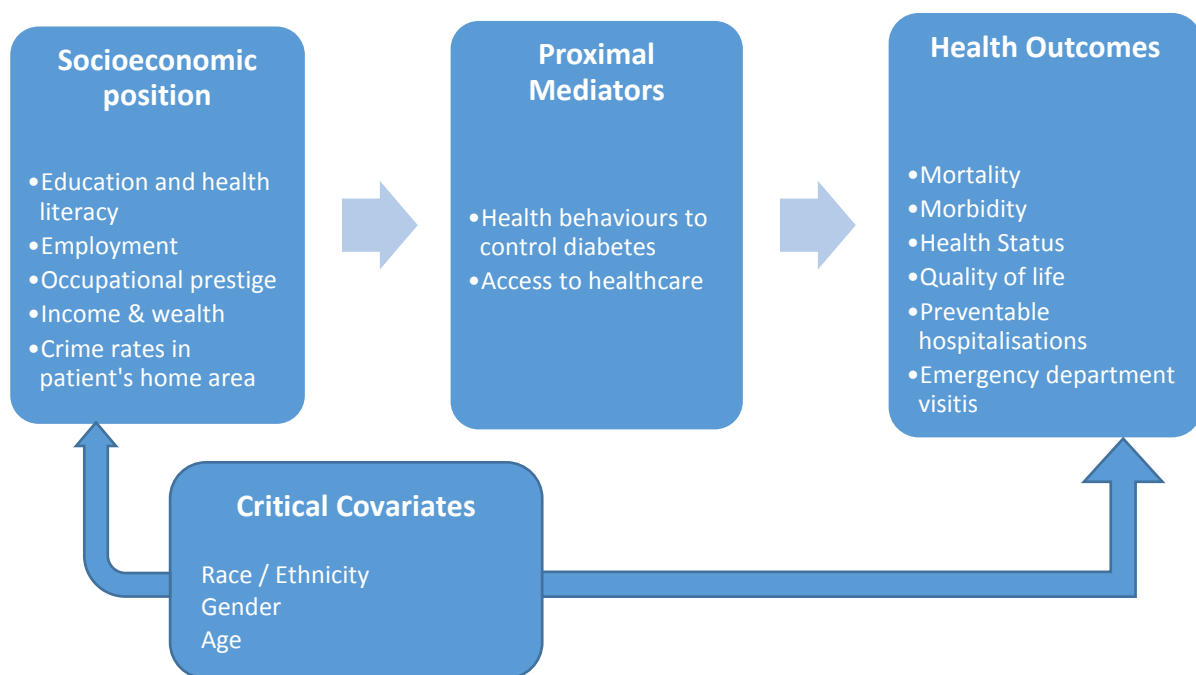 Socioeconomic
position
•Education and health
literacy
•Employment
•Occupational prestige
•Income & wealth
•Crime rates in
patient's home area
Proximal
Mediators
•Health behaviours to
control diabetes
•Access to healthcare
Health Outcomes
•Mortality
•Morbidity
•Health Status
•Quality of life
•Preventable
hospitalisations
•Emergency department
visitis
Critical Covariates
Race / Ethnicity
Gender
Age